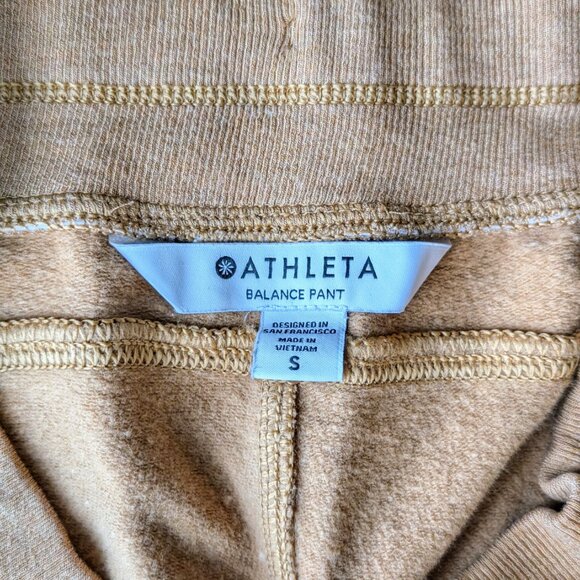 ATHLETA
BALANCE PANT
DESIGNED IN
SAN FRANCISCO
MADE IN
VIETNAM
S